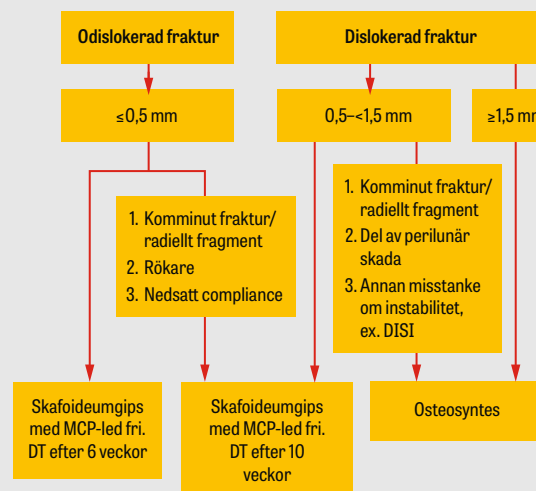 Odislokerad fraktur
Dislokerad fraktur
≤0,5 mm
0,5–<1,5 mm
≥1,5 mm
1. Komminut fraktur/
radiellt fragment
2. Rökare
3. Nedsatt compliance
1. Komminut fraktur/
radiellt fragment
2. Del av perilunär
skada
3. Annan misstanke
om instabilitet,
ex. DISI
Skafoideumgips
med MCP-led fri.
DT efter 6 veckor
Skafoideumgips
med MCP-led fri.
DT efter 10
veckor
Osteosyntes